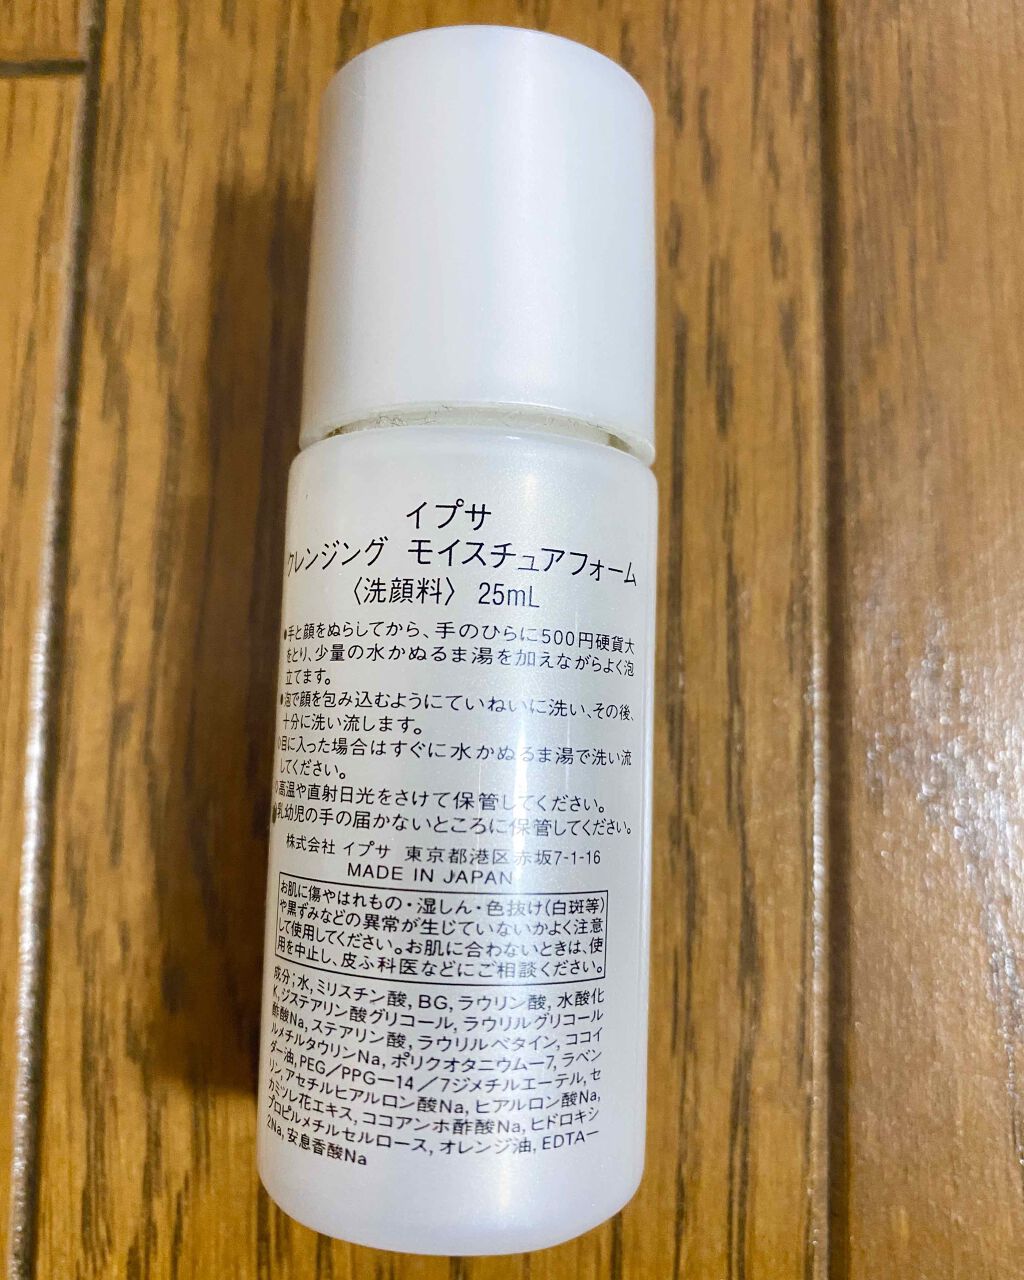 イプサ
クレンジング モイスチュアフォーム
〈洗顔料〉 25mL
●手と顔をぬらしてから、手のひらに500円硬貨大
をとり、少量の水かぬるま湯を加えながらよく泡
立てます。
●泡で顔を包み込むようにていねいに洗い、その後、
十分に洗い流します。
●目に入った場合はすぐに水かぬるま湯で洗い流
してください。
●高温や直射日光をさけて保管してください。
●乳幼児の手の届かないところに保管してください。
株式会社 イプサ 東京都港区赤坂7-1-16
MADE IN JAPAN
お肌に傷やはれもの・湿しん・色抜け(白斑等)
や黒ずみなどの異常が生じていないかよく注意
して使用してください。お肌に合わないときは、使
用を中止し、皮ふ科医などにご相談ください。
成分;水,ミリスチン酸,BG,ラウリン酸,水酸化
K,ジステアリン酸グリコール,ラウリルグリコール
酢酸Na,ステアリン酸,ラウリルベタイン,ココイ
ルメチルタウリンNa,ポリクオタニウム一7,ラベン
ダー油,PEG/PPG一14/7ジメチルエーテル,セ
リン,アセチルヒアルロン酸Na,ヒアルロン酸Na,
カミツレ花エキス,ココアンホ酢酸Na,ヒドロキシ
プロピルメチルセルロース,オレンジ油,EDTA一
2Na,安息香酸Na